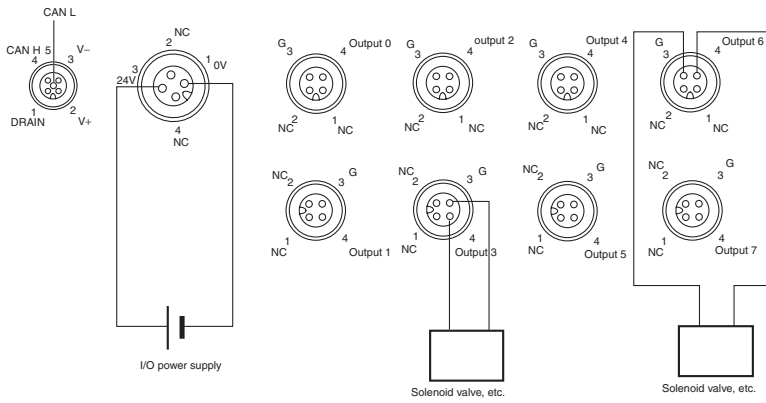 CAN L
CAN H 5 V–
4 3
1 2
DRAIN V+
NC
2
3 1 0V
24V
4
NC
I/O power supply
G 3 4 Output 0
NC 2 1 NC
G 3 4 output 2
NC 2 1 NC
G 3 4 Output 4
NC 2 1 NC
G 3 4 Output 6
NC 2 1 NC
NC 2 3 G
1 4
NC Output 1
NC 2 3 G
1 4
NC Output 3
NC 2 3 G
1 4
NC Output 5
NC 2 3 G
1 4
NC Output 7
Solenoid valve, etc.
Solenoid valve, etc.